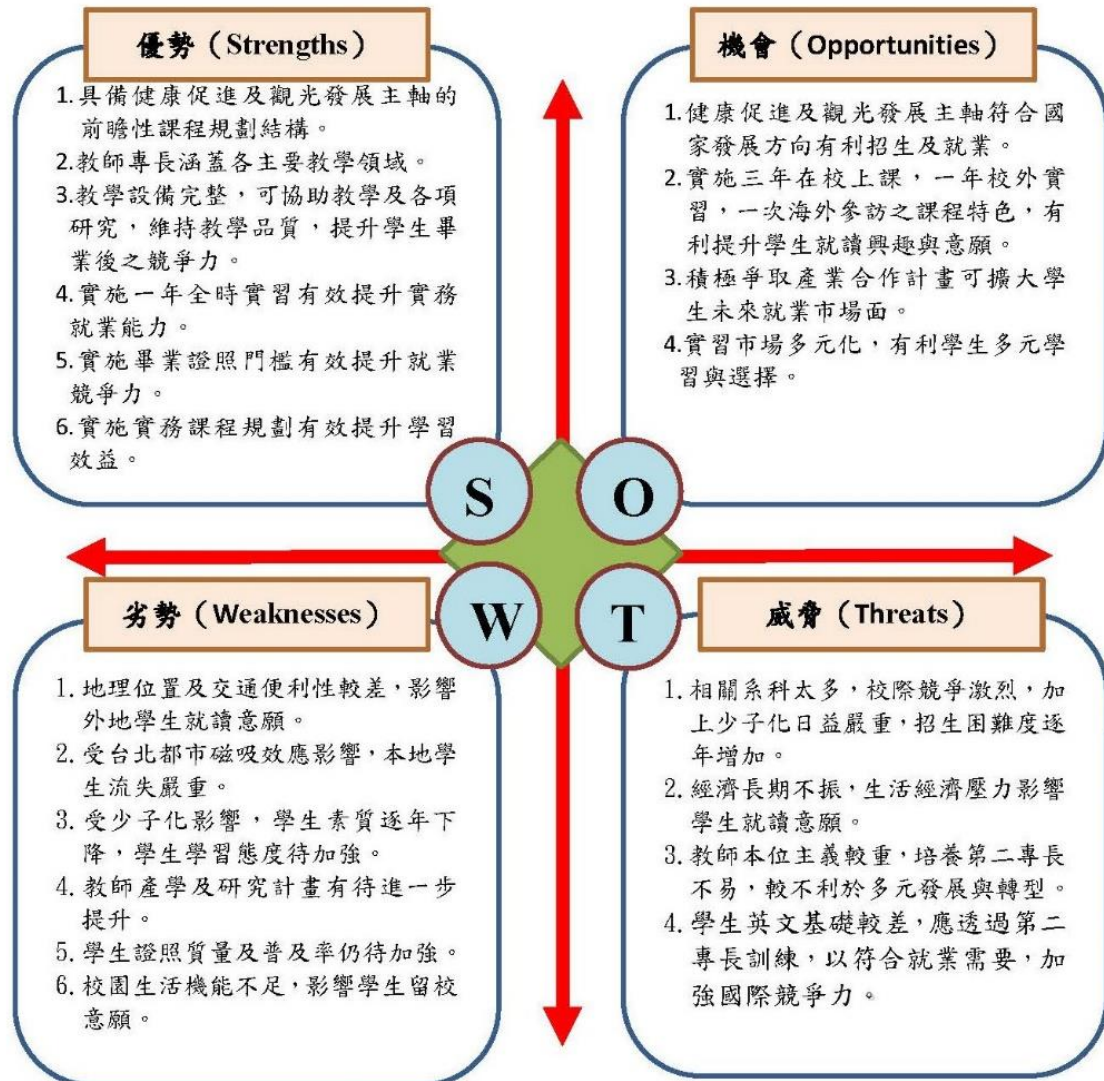 優勢（Strengths）
1.具備健康促進及觀光發展主軸的
前瞻性課程規劃結構。
2.教師專長涵蓋各主要教學領域。
3.教學設備完整，可協助教學及各項
研究，維持教學品質，提升學生畢
業後之競爭力。
4.實施一年全時實習有效提升實務
就業能力。
5.實施畢業證照門檻有效提升就業
競爭力。
6.實施實務課程規劃有效提升學習
效益。
機會（Opportunities）
1.健康促進及觀光發展主軸符合國
家發展方向有利招生及就業。
2.實施三年在校上課，一年校外實
習，一次海外參訪之課程特色，有
利提升學生就讀興趣與意願。
3.積極爭取產業合作計畫可擴大學
生未來就業市場面。
4.實習市場多元化，有利學生多元學
習與選擇。
S
O
W
T
劣勢（Weaknesses）
1. 地理位置及交通便利性較差，影響
外地學生就讀意願。
2. 受台北都市磁吸效應影響，本地學
生流失嚴重。
3. 受少子化影響，學生素質逐年下
降，學生學習態度待加強。
4. 教師產學及研究計畫有待進一步
提升。
5. 學生證照質量及普及率仍待加強。
6. 校園生活機能不足，影響學生留校
意願。
威脅（Threats）
1. 相關系科太多，校際競爭激烈，加
上少子化日益嚴重，招生困難度逐
年增加。
2. 經濟長期不振，生活經濟壓力影響
學生就讀意願。
3. 教師本位主義較重，培養第二專長
不易，較不利於多元發展與轉型。
4. 學生英文基礎較差，應透過第二
專長訓練，以符合就業需要，加
強國際競爭力。